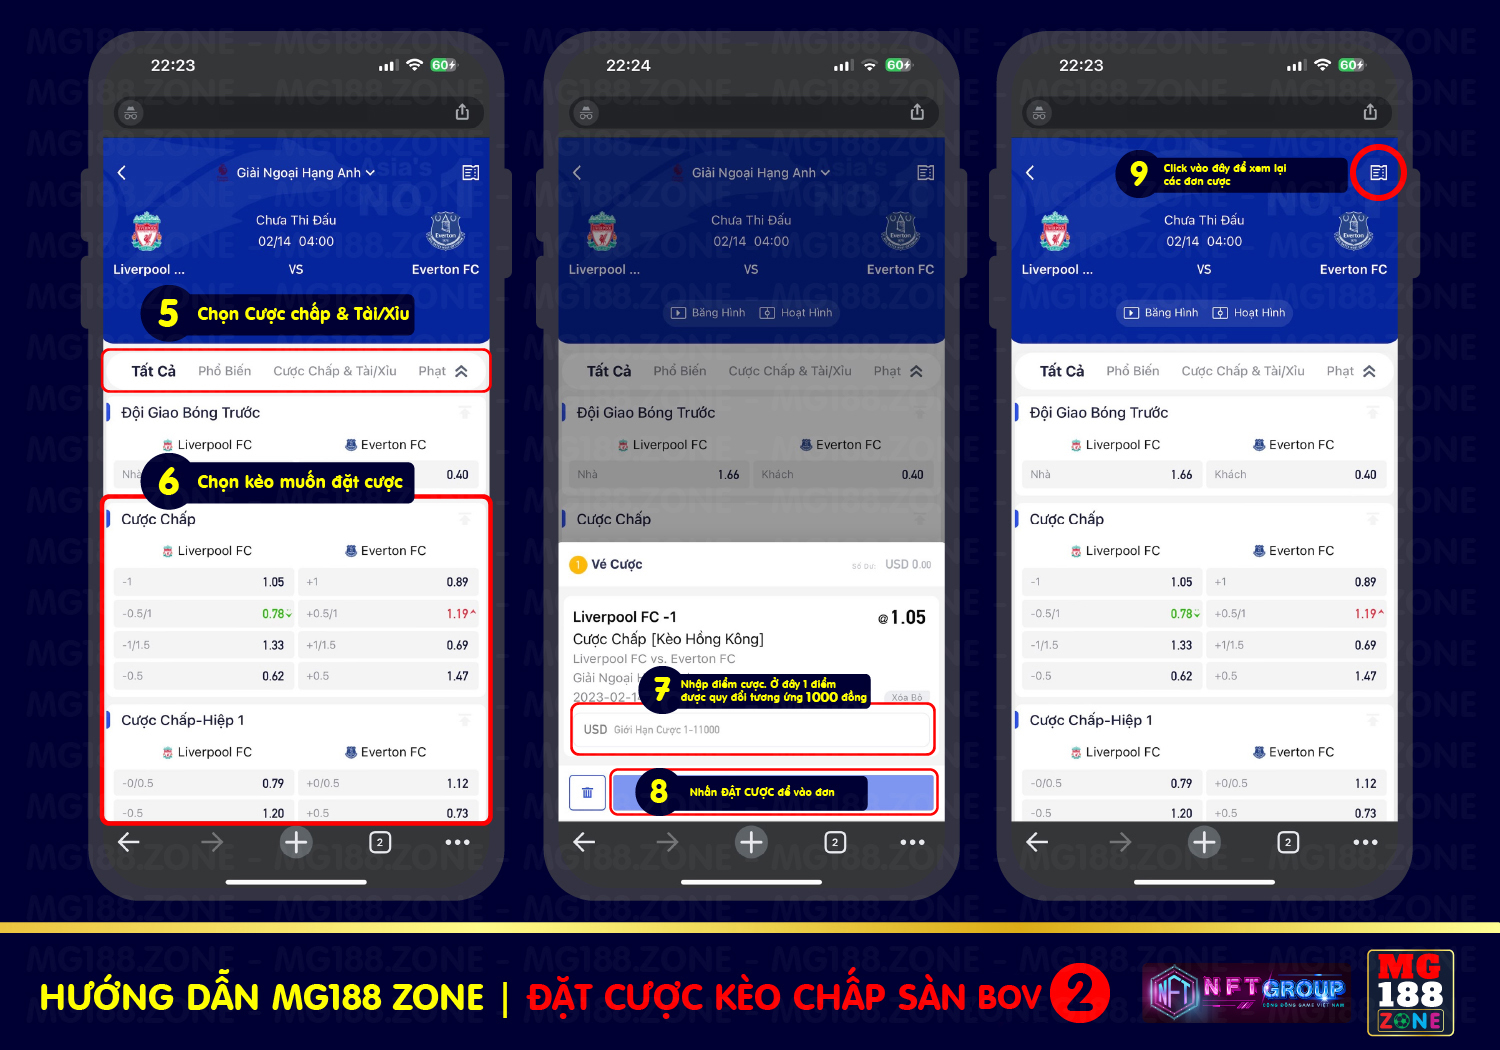 22:23
60
Giải Ngoại Hạng Anh
Asia's
NO.1
Chưa Thi Đấu
02/14 04:00
Liverpool ...
VS
Everton FC
5 Chọn Cược chấp & Tài/Xỉu
Tất Cả Phổ Biến Cược Chấp & Tài/Xỉu Phạt
Đội Giao Bóng Trước
Liverpool FC Everton FC
Nhà 0.40
6 Chọn kèo muốn đặt cược
Cược Chấp
Liverpool FC Everton FC
-1 1.05 +1 0.89
-0.5/1 0.78 +0.5/1 1.19
-1/1.5 1.33 +1/1.5 0.69
-0.5 0.62 +0.5 1.47
Cược Chấp-Hiệp 1
Liverpool FC Everton FC
-0/0.5 0.79 +0/0.5 1.12
-0.5 1.20 +0.5 0.73
2
22:24
60
Giải Ngoại Hạng Anh
Asia's
NO.1
Chưa Thi Đấu
02/14 04:00
Liverpool ...
VS
Everton FC
Băng Hình Hoạt Hình
Tất Cả Phổ Biến Cược Chấp & Tài/Xỉu Phạt
Đội Giao Bóng Trước
Liverpool FC Everton FC
Nhà 1.66 Khách 0.40
Cược Chấp
1 Vé Cược Số Dư: USD 0.00
Liverpool FC -1 @1.05
Cược Chấp [Kèo Hồng Kông]
Liverpool FC vs. Everton FC
Giải Ngoại H
2023-02-1 Xóa Bỏ
7 Nhập điểm cược. Ở đây 1 điểm
được quy đổi tương ứng 1000 đồng
USD Giới Hạn Cược 1-11000
8 Nhấn ĐẶT CƯỢC để vào đơn
2
22:23
60
9 Click vào đây để xem lại
các đơn cược
Chưa Thi Đấu
02/14 04:00
Liverpool ...
VS
Everton FC
Băng Hình Hoạt Hình
Tất Cả Phổ Biến Cược Chấp & Tài/Xỉu Phạt
Đội Giao Bóng Trước
Liverpool FC Everton FC
Nhà 1.66 Khách 0.40
Cược Chấp
Liverpool FC Everton FC
-1 1.05 +1 0.89
-0.5/1 0.78 +0.5/1 1.19
-1/1.5 1.33 +1/1.5 0.69
-0.5 0.62 +0.5 1.47
Cược Chấp-Hiệp 1
Liverpool FC Everton FC
-0/0.5 0.79 +0/0.5 1.12
-0.5 1.20 +0.5 0.73
2
HƯỚNG DẪN MG188 ZONE | ĐẶT CƯỢC KÈO CHẤP SÀN BOV 2
NFT NFTGROUP
CỘNG ĐỒNG GAME VIỆT NAM
MG
188
ZONE